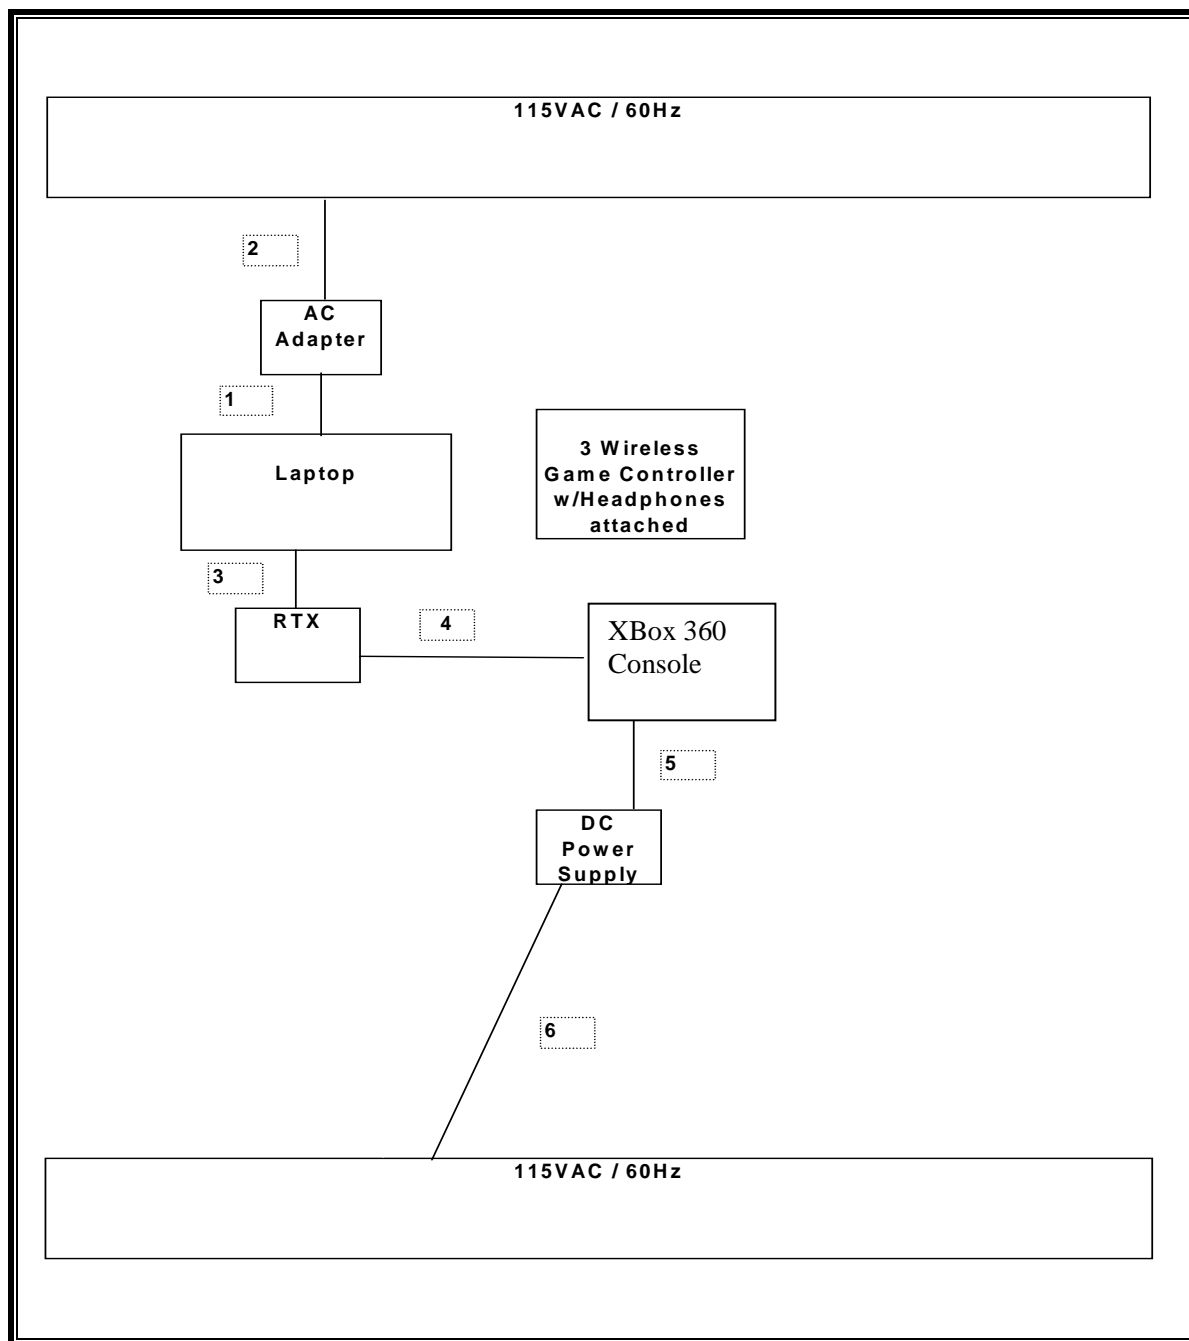 115VAC / 60Hz
2
AC
Adapter
1
Laptop
3 Wireless
Game Controller
w/Headphones
attached
3
RTX
4
XBox 360
Console
5
DC
Power
Supply
6
115VAC / 60Hz